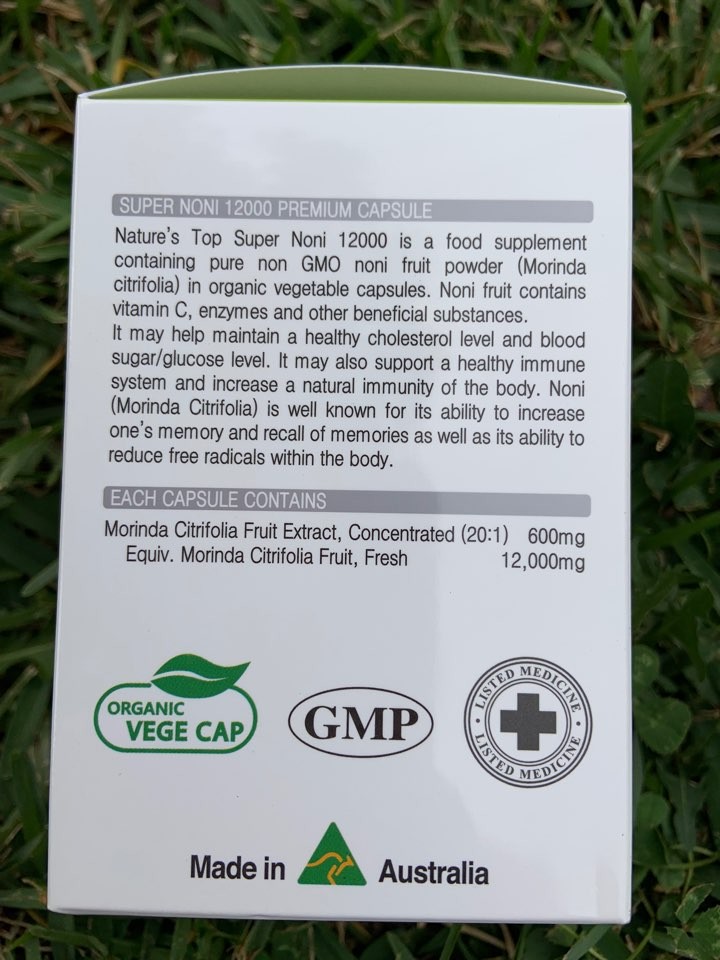 SUPER NONI 12000 PREMIUM CAPSULE
Nature's Top Super Noni 12000 is a food supplement
containing pure non GMO noni fruit powder (Morinda
citrifolia) in organic vegetable capsules. Noni fruit contains
vitamin C, enzymes and other beneficial substances.
It may help maintain a healthy cholesterol level and blood
sugar/glucose level. It may also support a healthy immune
system and increase a natural immunity of the body. Noni
(Morinda Citrifolia) is well known for its ability to increase
one's memory and recall of memories as well as its ability to
reduce free radicals within the body.
EACH CAPSULE CONTAINS
Morinda Citrifolia Fruit Extract, Concentrated (20:1) 600mg
Equiv. Morinda Citrifolia Fruit, Fresh 12,000mg
ORGANIC
VEGE CAP
GMP
LISTED MEDICINE
LISTED MEDICINE
Made in Australia